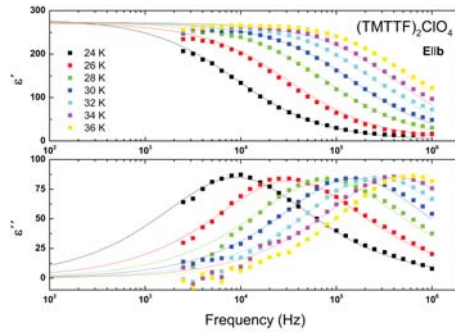 300
200
100
0
ε'
(TMTTF)₂ClO₄
E||b
24 K
26 K
28 K
30 K
32 K
34 K
36 K
100
75
50
25
0
ε''
10² 10³ 10⁴ 10⁵ 10⁶
Frequency (Hz)